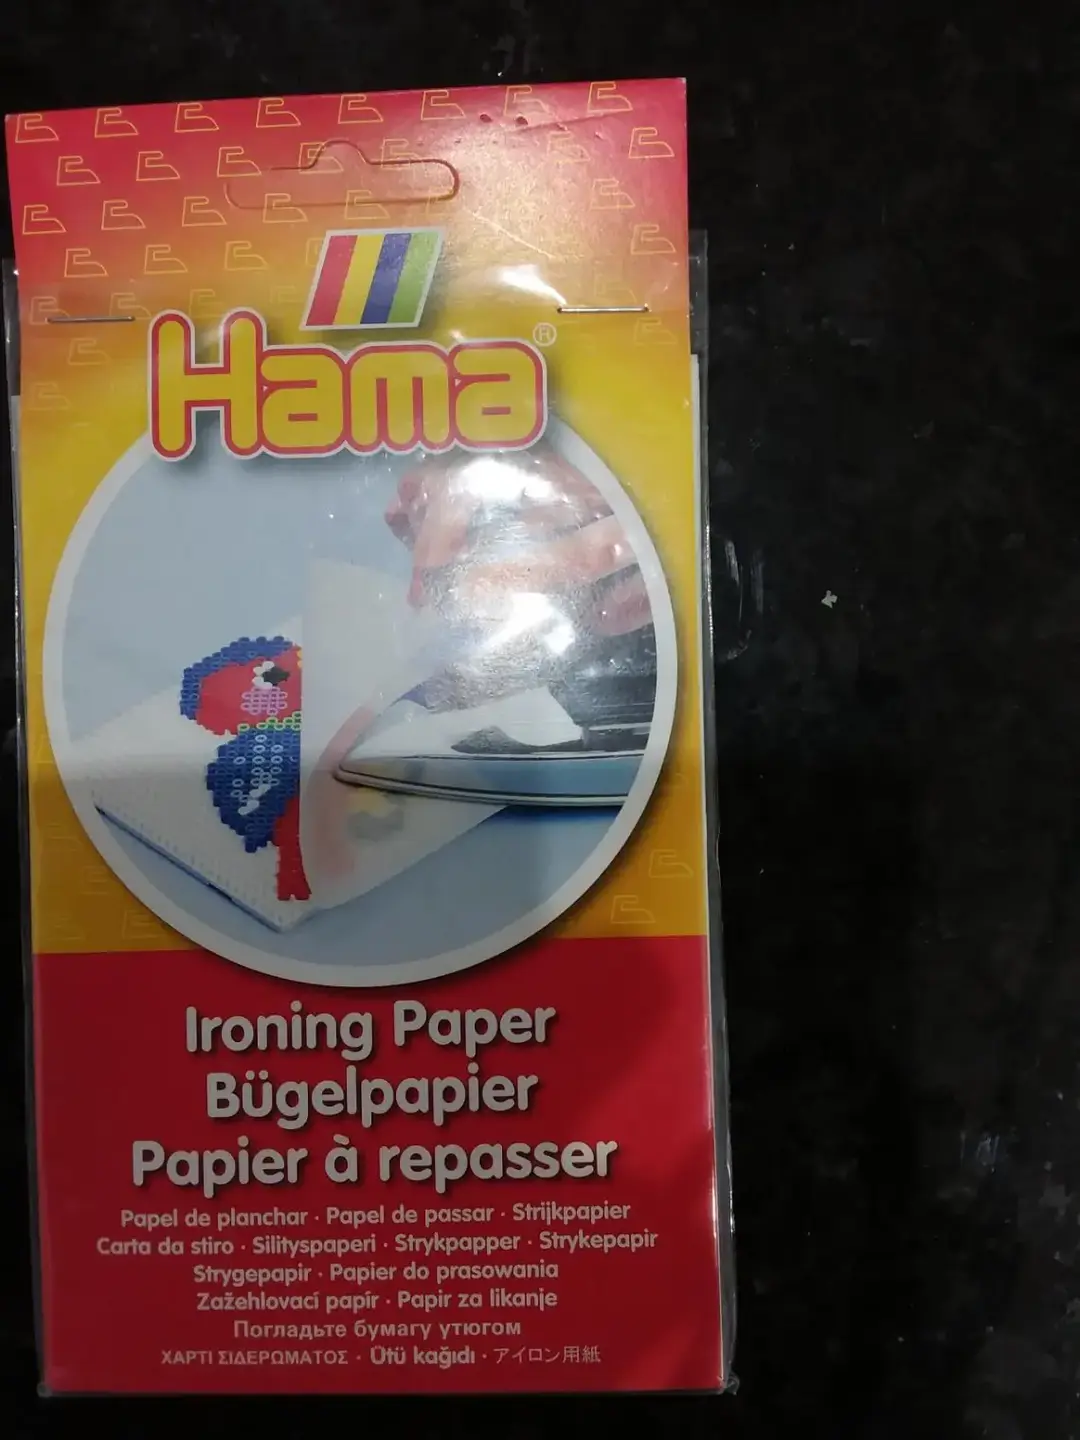 Hama®
Ironing Paper
Bügelpapier
Papier à repasser
Papel de planchar · Papel de passar · Strijkpapier
Carta da stiro · Silityspaperi · Strykpapper · Strykepapir
Strygepapir · Papier do prasowania
Zažehlovací papír · Papir za likanje
Погладьте бумагу утюгом
ΧΑΡΤΙ ΣΙΔΕΡΩΜΑΤΟΣ · Ütü kağıdı · アイロン用紙